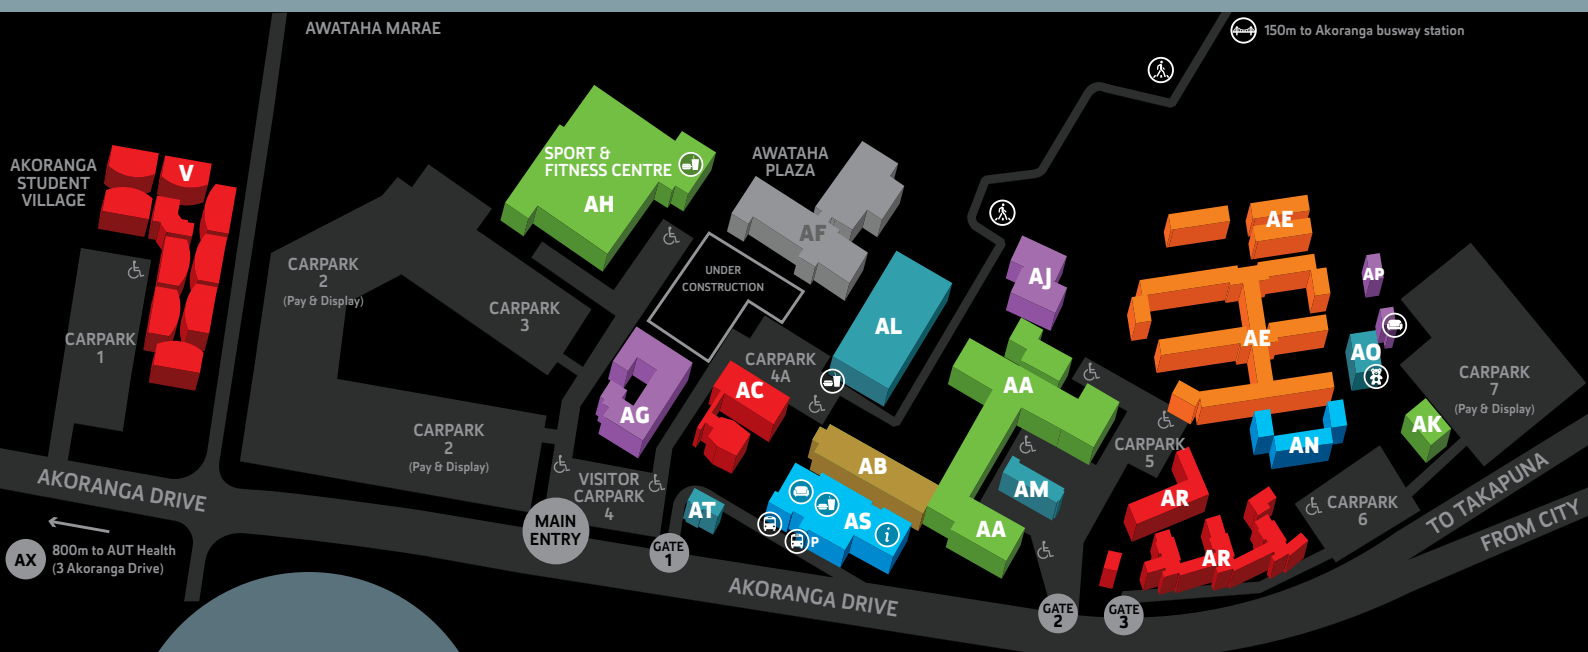 AWATAHA MARAE
150m to Akoranga busway station
AKORANGA
STUDENT
VILLAGE
V
SPORT &
FITNESS CENTRE
AH
AWATAHA
PLAZA
AF
CARPARK
2
(Pay & Display)
CARPARK
3
UNDER
CONSTRUCTION
CARPARK
1
AJ
AE
AP
AL
AE
AO
CARPARK
4A
AC
AA
CARPARK
7
(Pay & Display)
AG
AK
CARPARK
2
(Pay & Display)
AN
CARPARK
5
AB
AM
AR
VISITOR
CARPARK
4
AT
AS
P
i
AA
CARPARK
6
AR
AKORANGA DRIVE
MAIN
ENTRY
GATE
1
AX
800m to AUT Health
(3 Akoranga Drive)
AKORANGA DRIVE
GATE
2
GATE
3
TO TAKAPUNA
FROM CITY